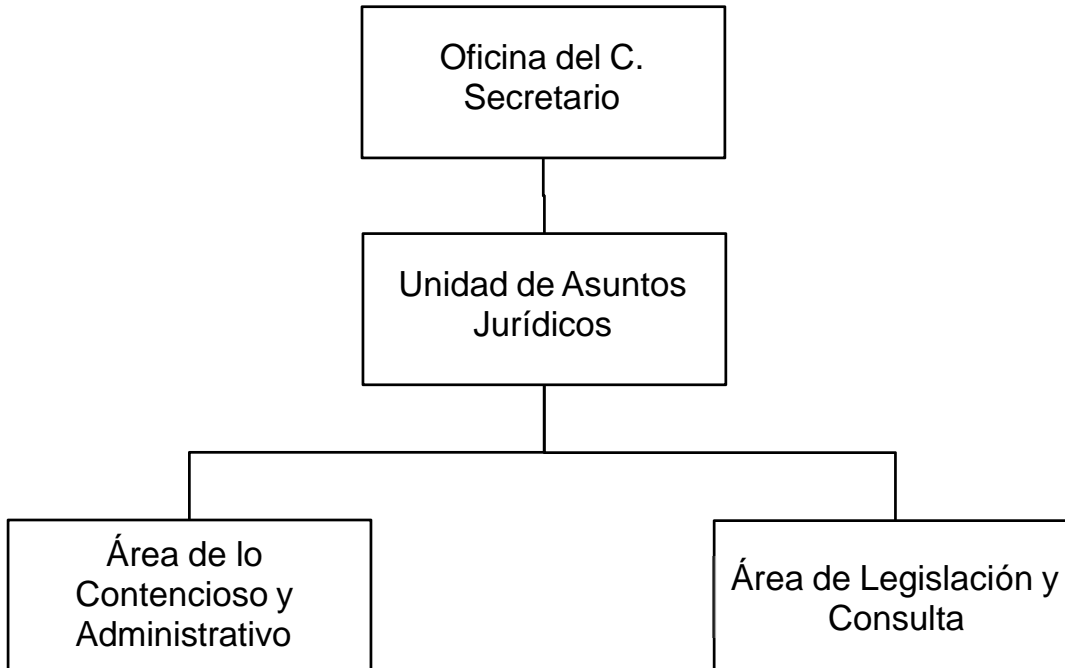 Oficina del C.
Secretario
Unidad de Asuntos
Jurídicos
Área de lo
Contencioso y
Administrativo
Área de Legislación y
Consulta